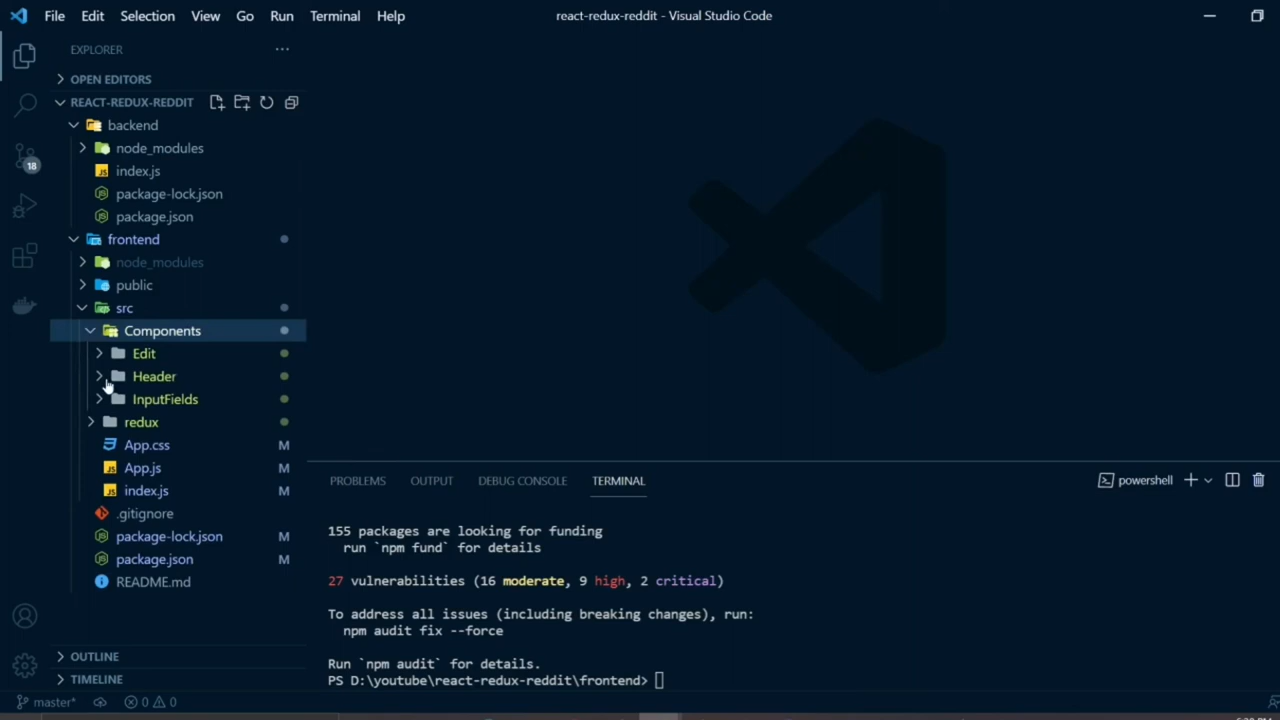 File Edit Selection View Go Run Terminal Help
react-redux-reddit - Visual Studio Code
EXPLORER
OPEN EDITORS
REACT-REDUX-REDDIT
backend
node_modules
JS index.js
package-lock.json
package.json
frontend
node_modules
public
src
Components
Edit
Header
InputFields
redux
App.css M
JS App.js M
JS index.js M
.gitignore
package-lock.json M
package.json M
README.md
OUTLINE
TIMELINE
18
PROBLEMS OUTPUT DEBUG CONSOLE TERMINAL
powershell
155 packages are looking for funding
run `npm fund` for details
27 vulnerabilities (16 moderate, 9 high, 2 critical)
To address all issues (including breaking changes), run:
npm audit fix --force
Run `npm audit` for details.
PS D:\youtube\react-redux-reddit\frontend>
master* 0 0